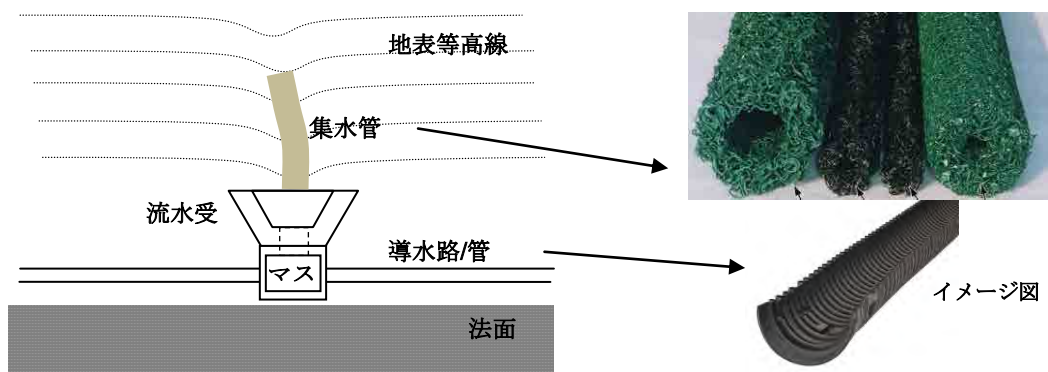 地表等高線
集水管
流水受
導水路/管
マス
イメージ図
法面